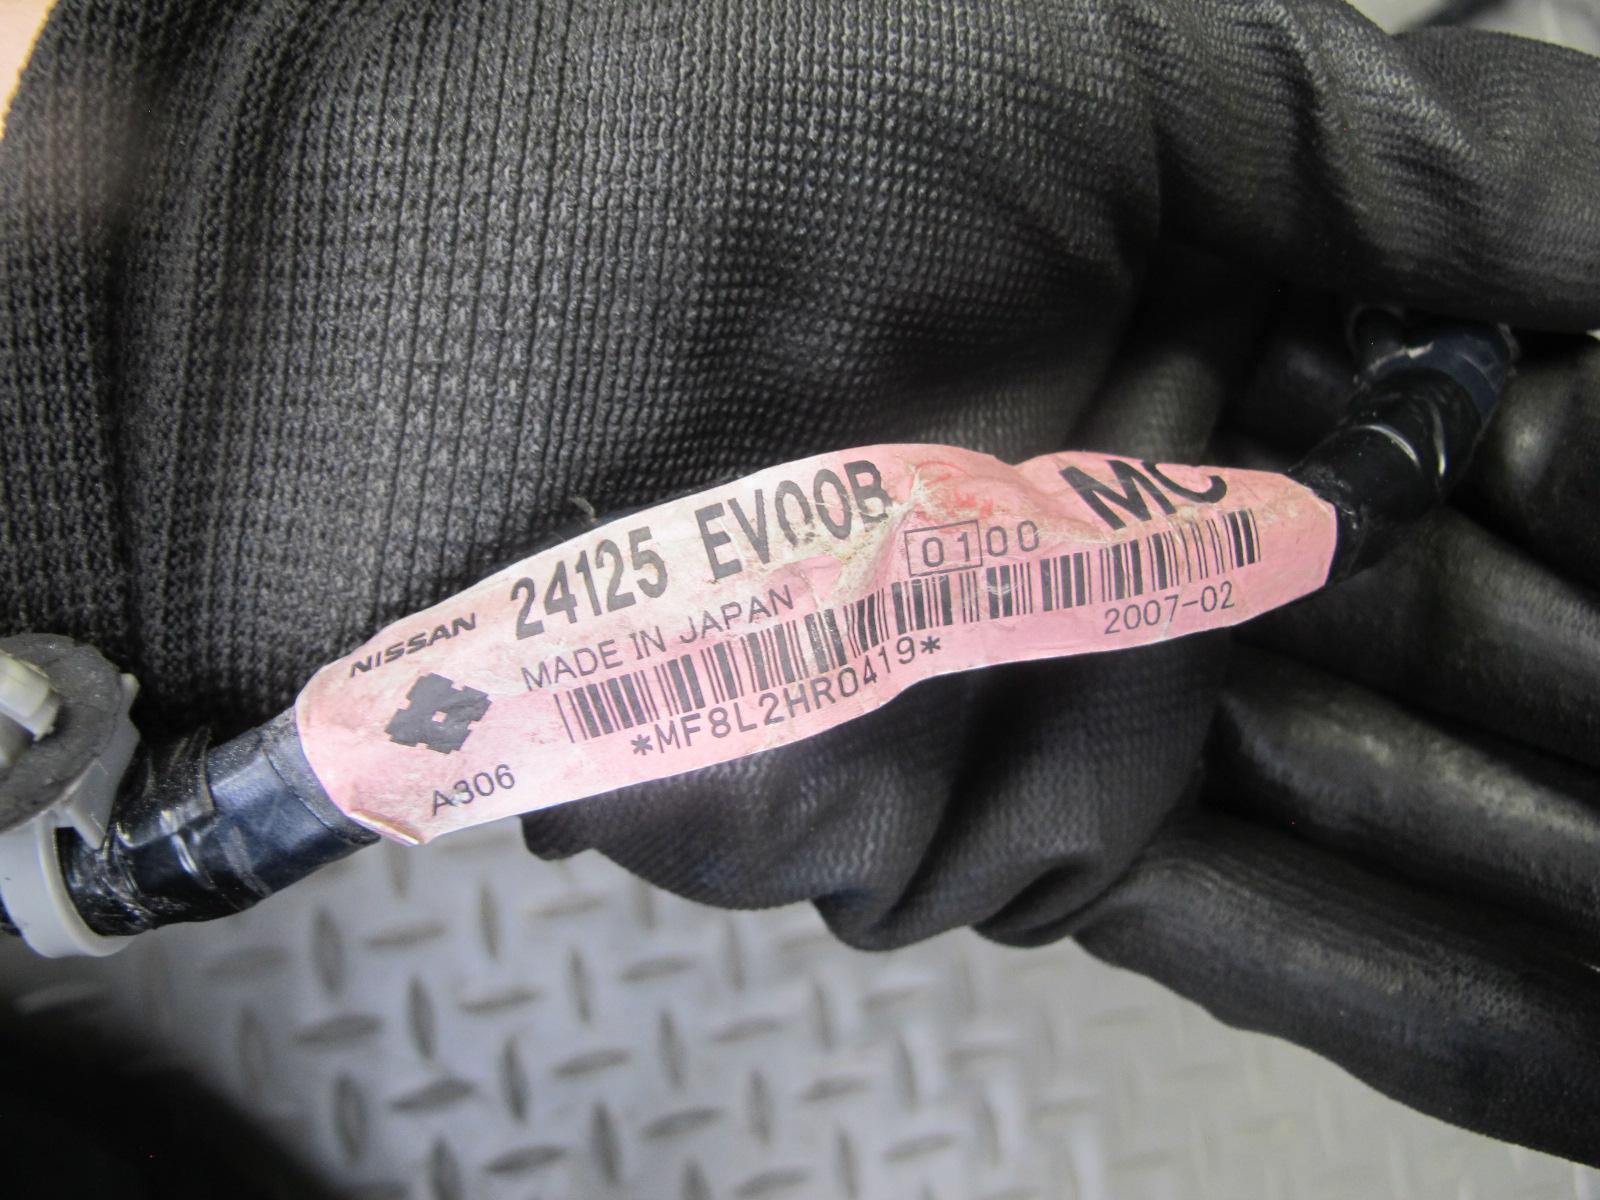 NISSAN 24125 EV00B MC
MADE IN JAPAN 0100
*MF8L2HR0419* 2007-02
A306